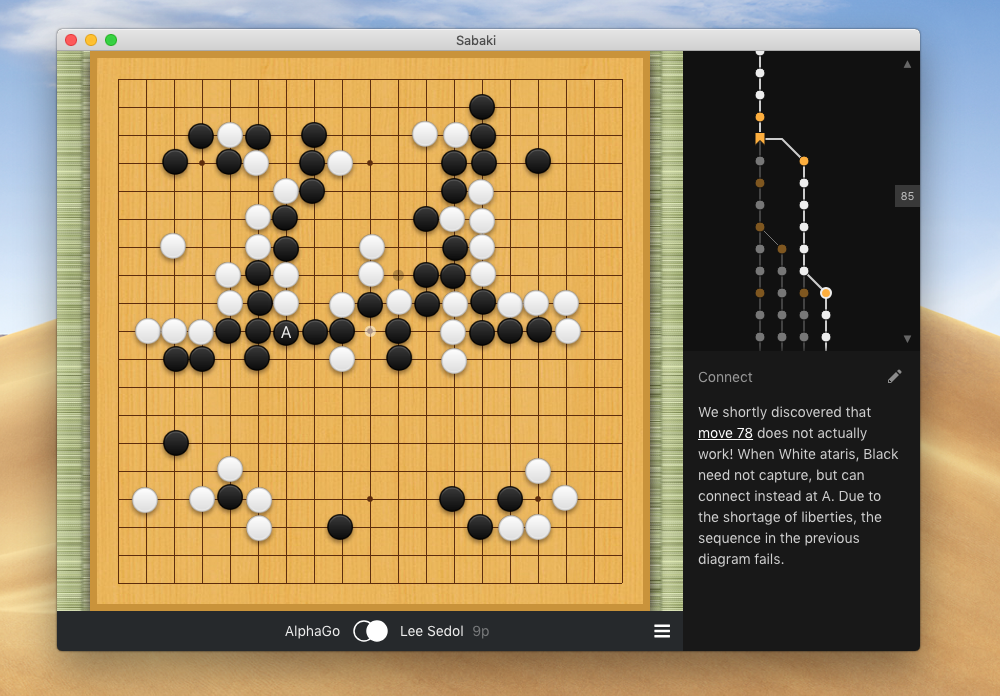 Sabaki
85
A
Connect
We shortly discovered that
move 78 does not actually
work! When White ataris, Black
need not capture, but can
connect instead at A. Due to
the shortage of liberties, the
sequence in the previous
diagram fails.
AlphaGo Lee Sedol 9p